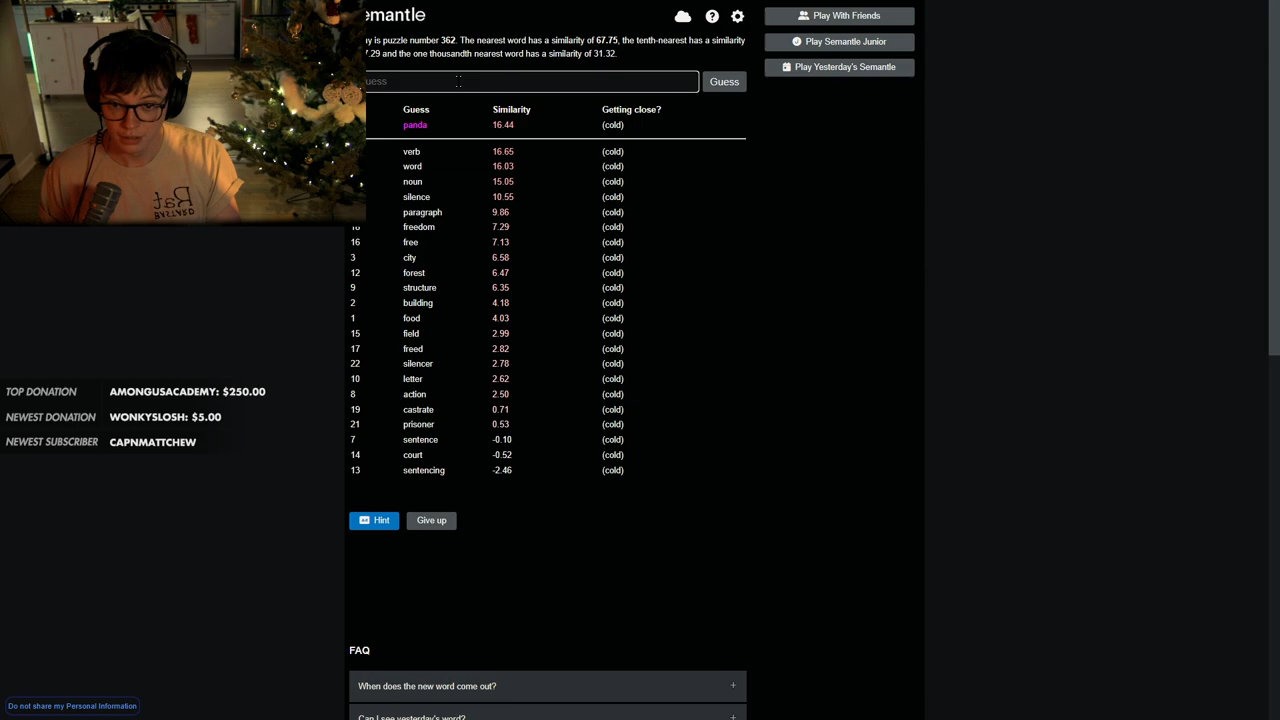 emantle
y is puzzle number 362. The nearest word has a similarity of 67.75, the tenth-nearest has a similarity
7.29 and the one thousandth nearest word has a similarity of 31.32.
uess
Guess
Guess Similarity Getting close?
panda 16.44 (cold)
verb 16.65 (cold)
word 16.03 (cold)
noun 15.05 (cold)
silence 10.55 (cold)
paragraph 9.86 (cold)
freedom 7.29 (cold)
16 free 7.13 (cold)
3 city 6.58 (cold)
12 forest 6.47 (cold)
9 structure 6.35 (cold)
2 building 4.18 (cold)
1 food 4.03 (cold)
15 field 2.99 (cold)
17 freed 2.82 (cold)
22 silencer 2.78 (cold)
10 letter 2.62 (cold)
8 action 2.50 (cold)
19 castrate 0.71 (cold)
21 prisoner 0.53 (cold)
7 sentence -0.10 (cold)
14 court -0.52 (cold)
13 sentencing -2.46 (cold)
Ad Hint
Give up
FAQ
When does the new word come out? +
Can I see yesterday's word? +
Play With Friends
Play Semantle Junior
Play Yesterday's Semantle
Rat
TOP DONATION AMONGUSACADEMY: $250.00
NEWEST DONATION WONKYSLOSH: $5.00
NEWEST SUBSCRIBER CAPNMATTCHEW
Do not share my Personal Information